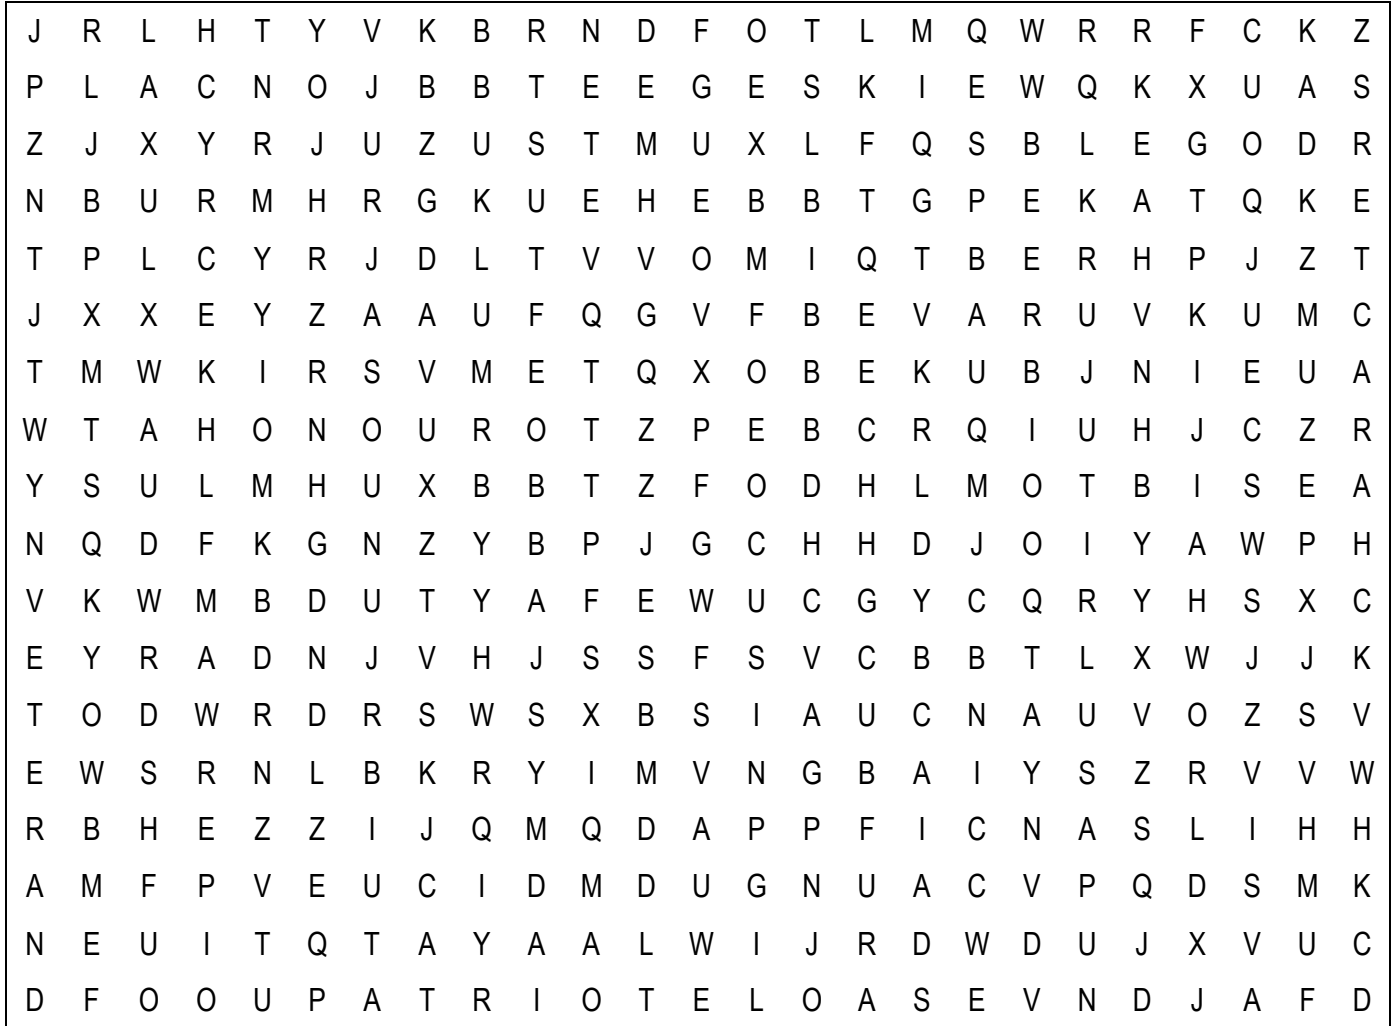 J R L H T Y V K B R N D F O T L M Q W R R F C K Z
P L A C N O J B B T E E G E S K I E W Q K X U A S
Z J X Y R J U Z U S T M U X L F Q S B L E G O D R
N B U R M H R G K U E H E B B T G P E K A T Q K E
T P L C Y R J D L T V V O M I Q T B E R H P J Z T
J X X E Y Z A A U F Q G V F B E V A R U V K U M C
T M W K I R S V M E T Q X O B E K U B J N I E U A
W T A H O N O U R O T Z P E B C R Q I U H J C Z R
Y S U L M H U X B B T Z F O D H L M O T B I S E A
N Q D F K G N Z Y B P J G C H H D J O I Y A W P H
V K W M B D U T Y A F E W U C G Y C Q R Y H S X C
E Y R A D N J V H J S S F S V C B B T L X W J J K
T O D W R D R S W S X B S I A U C N A U V O Z S V
E W S R N L B K R Y I M V N G B A I Y S Z R V V W
R B H E Z Z I J Q M Q D A P P F I C N A S L I H H
A M F P V E U C I D M D U G N U A C V P Q D S M K
N E U I T Q T A Y A A L W I J R D W D U J X V U C
D F O O U P A T R I O T E L O A S E V N D J A F D